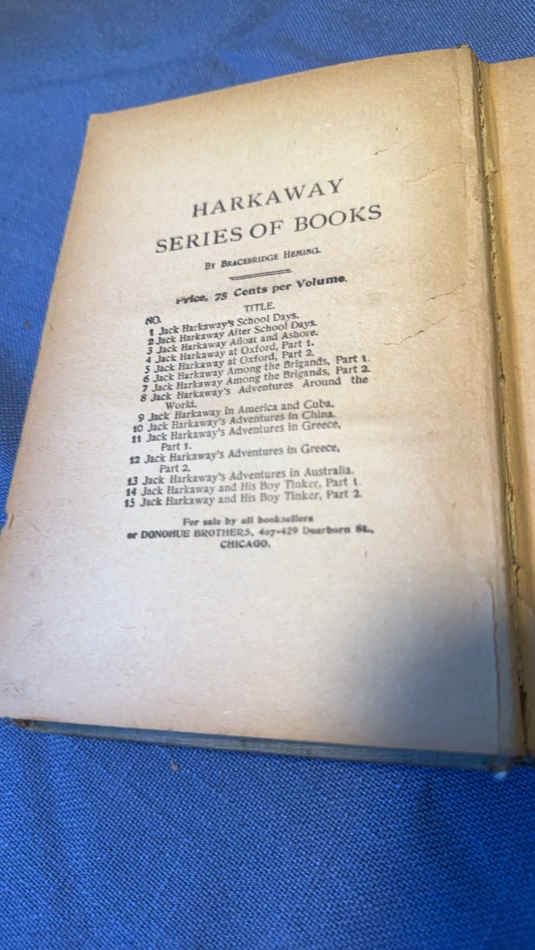 HARKAWAY
SERIES OF BOOKS
BY BRACEBRIDGE HEMING.
Price, 75 Cents per Volume.
NO. TITLE.
1 Jack Harkaway's School Days.
2 Jack Harkaway After School Days.
3 Jack Harkaway Afloat and Ashore.
4 Jack Harkaway at Oxford, Part 1.
5 Jack Harkaway at Oxford, Part 2.
6 Jack Harkaway Among the Brigands, Part 1.
7 Jack Harkaway Among the Brigands, Part 2.
8 Jack Harkaway's Adventures Around the
World.
9 Jack Harkaway in America and Cuba.
10 Jack Harkaway's Adventures in China.
11 Jack Harkaway's Adventures in Greece,
Part 1.
12 Jack Harkaway's Adventures in Greece,
Part 2.
13 Jack Harkaway's Adventures in Australia.
14 Jack Harkaway and His Boy Tinker, Part 1.
15 Jack Harkaway and His Boy Tinker, Part 2.
For sale by all booksellers
or DONOHUE BROTHERS, 407-429 Dearborn St.,
CHICAGO.